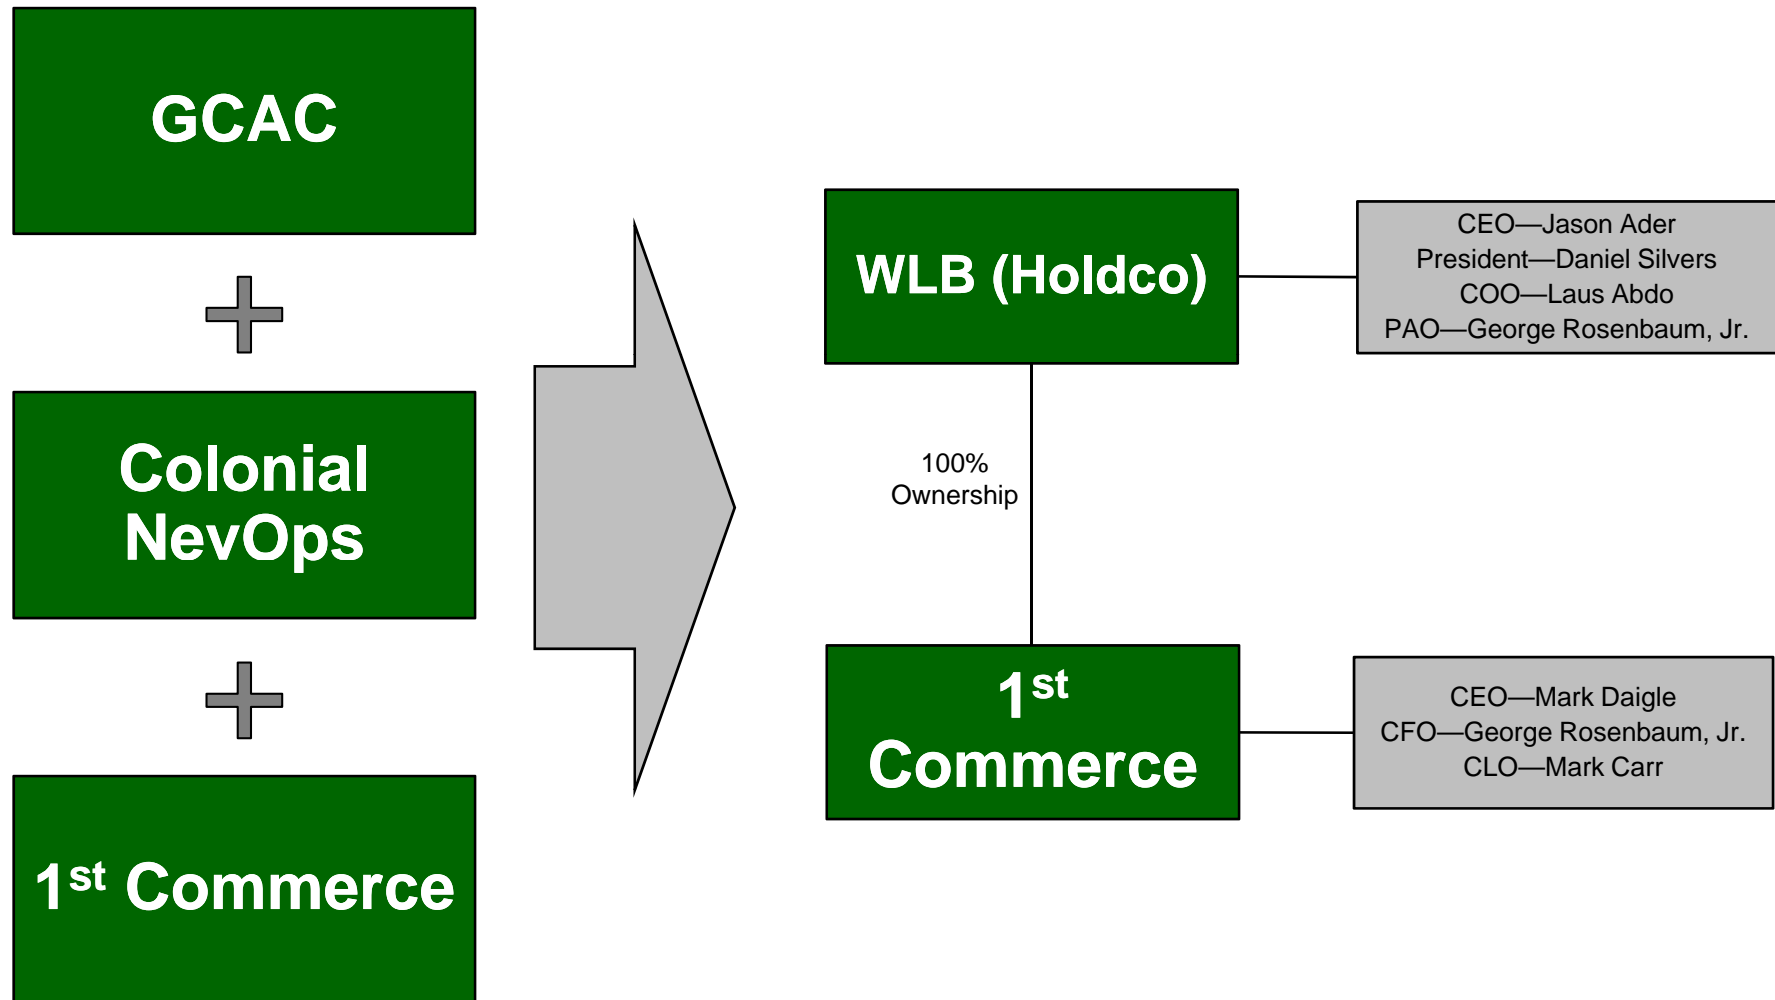 GCAC
Colonial
NevOps
1st Commerce
WLB (Holdco)
CEO—Jason Ader
President—Daniel Silvers
COO—Laus Abdo
PAO—George Rosenbaum, Jr.
100%
Ownership
1st
Commerce
CEO—Mark Daigle
CFO—George Rosenbaum, Jr.
CLO—Mark Carr